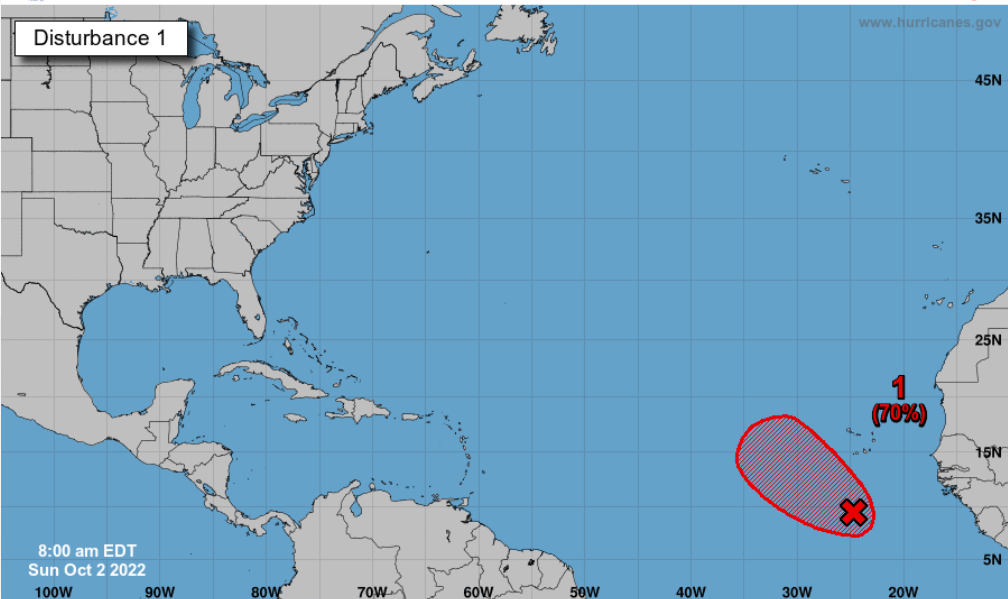 www.hurricanes.gov
Disturbance 1
45N
35N
25N
1
(70%)
15N
8:00 am EDT
Sun Oct 2 2022
5N
100W 90W 80W 70W 60W 50W 40W 30W 20W